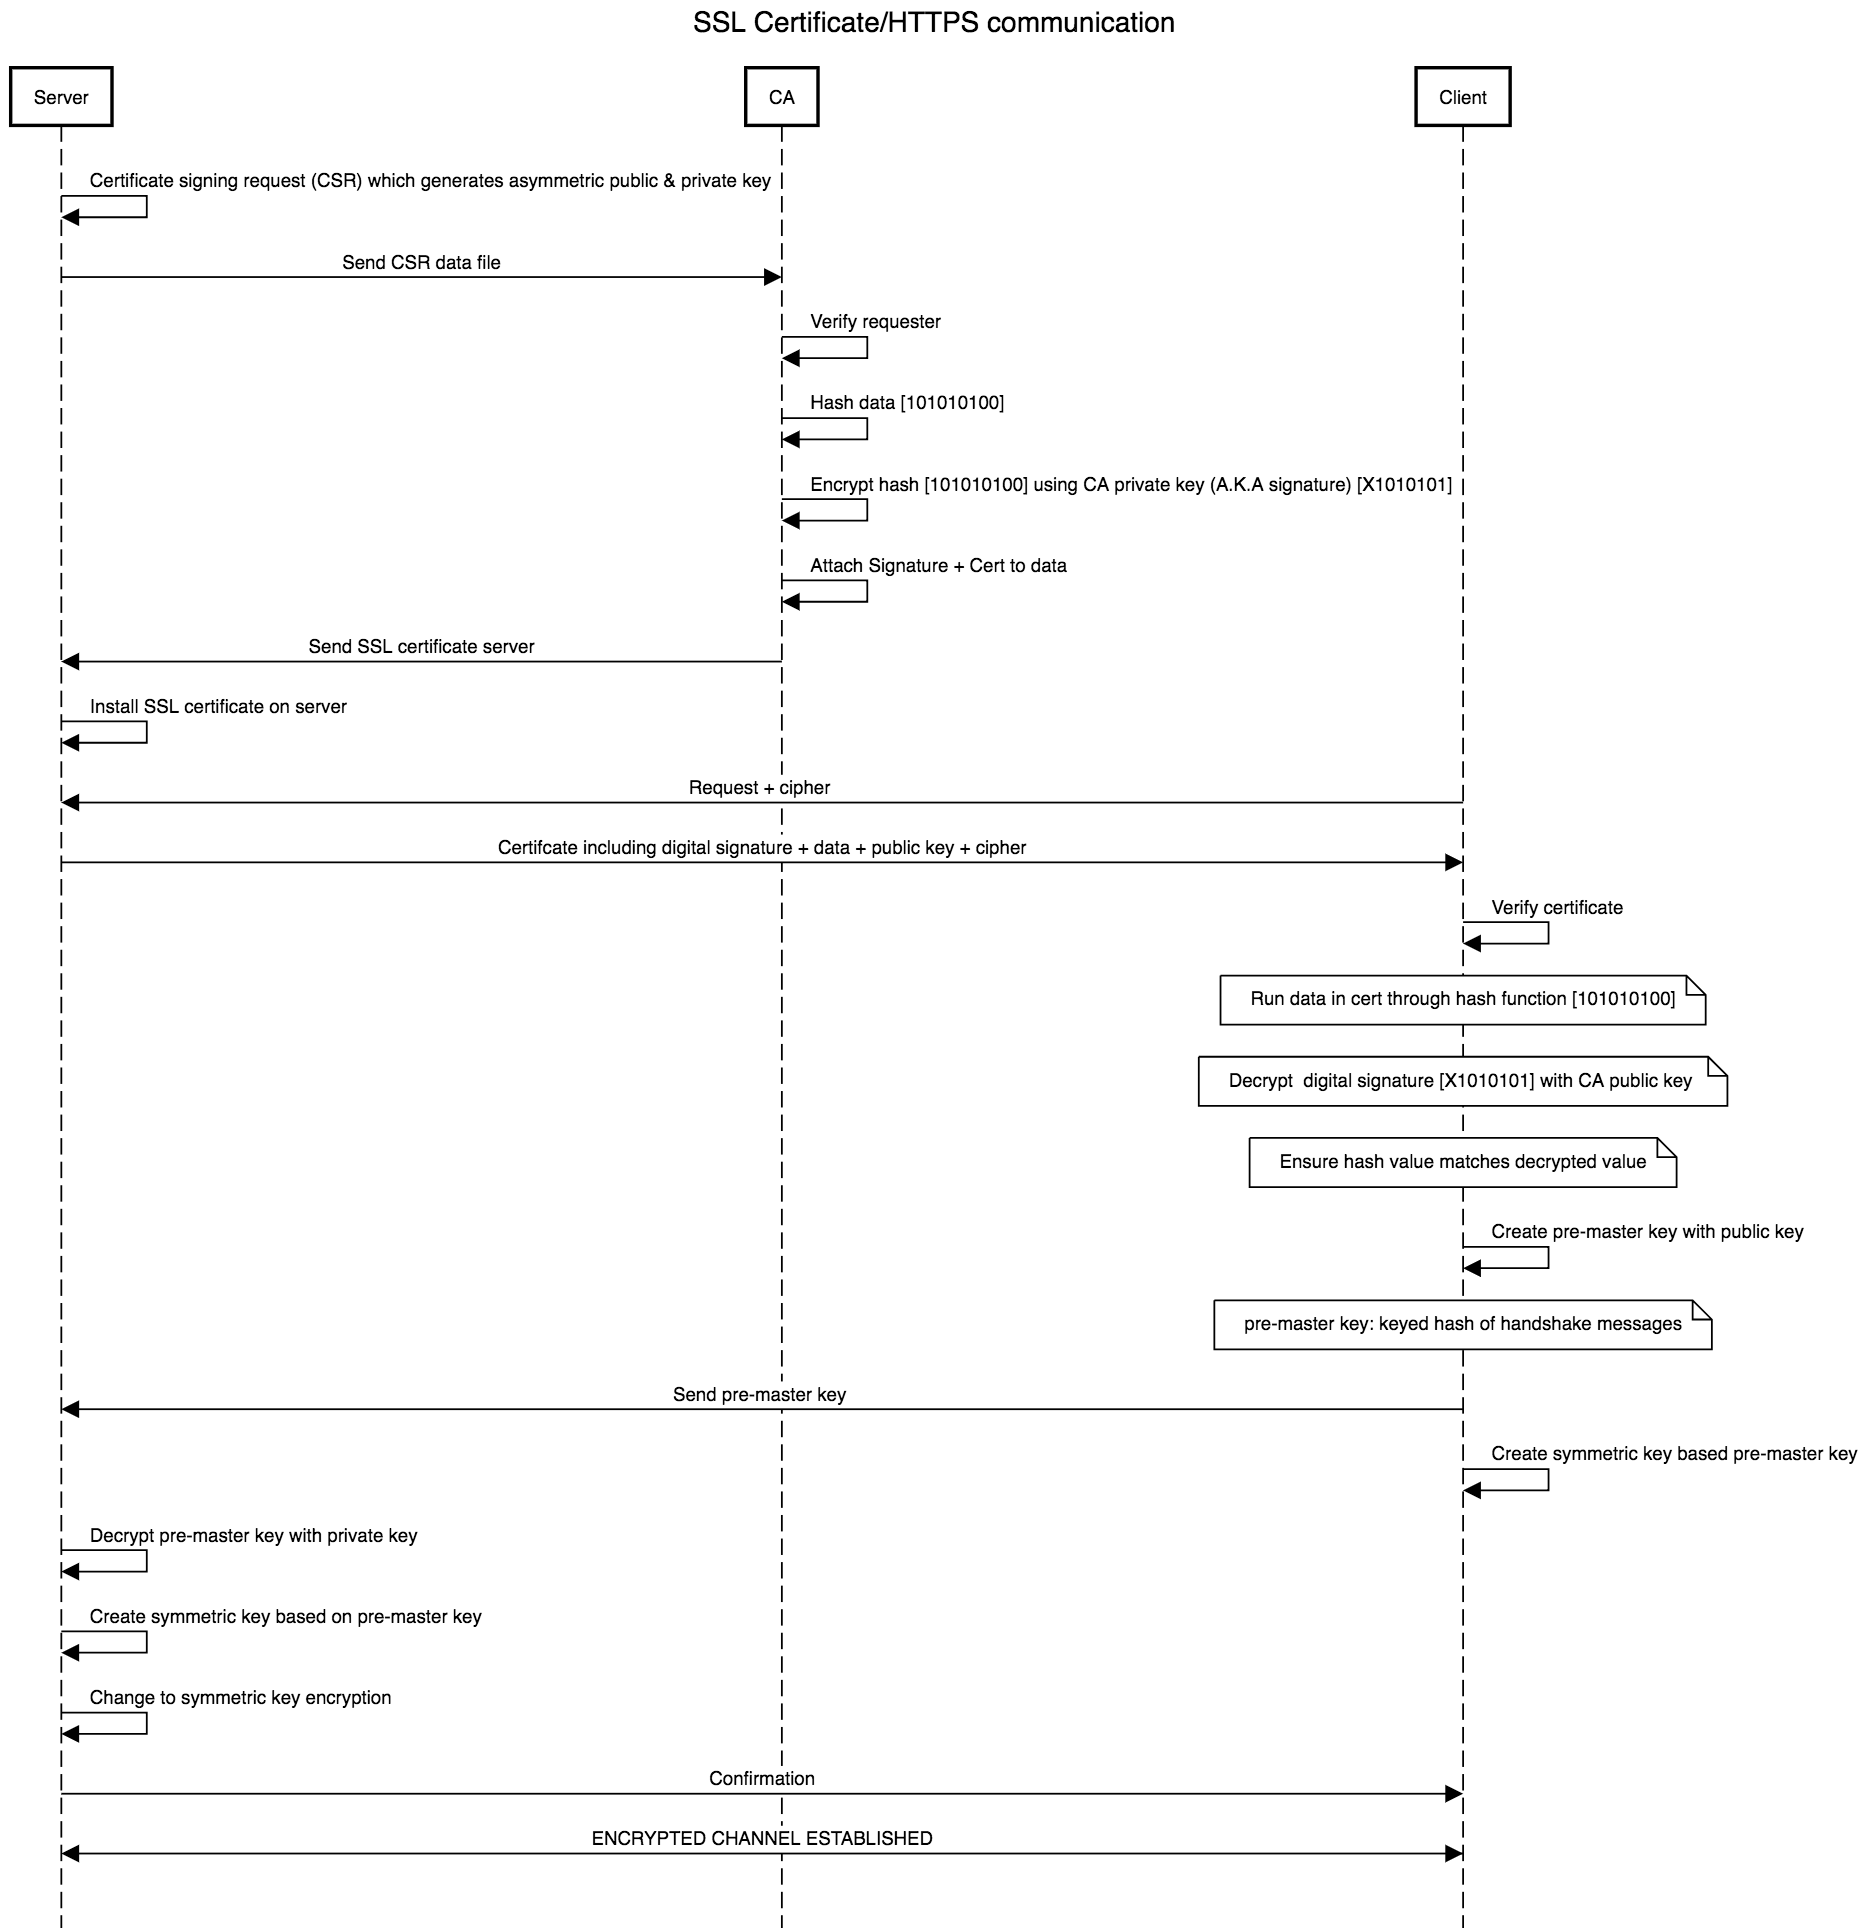 SSL Certificate/HTTPS communication
Server
CA
Client
Certificate signing request (CSR) which generates asymmetric public & private key
Send CSR data file
Verify requester
Hash data [101010100]
Encrypt hash [101010100] using CA private key (A.K.A signature) [X1010101]
Attach Signature + Cert to data
Send SSL certificate server
Install SSL certificate on server
Request + cipher
Certifcate including digital signature + data + public key + cipher
Verify certificate
Run data in cert through hash function [101010100]
Decrypt  digital signature [X1010101] with CA public key
Ensure hash value matches decrypted value
Create pre-master key with public key
pre-master key: keyed hash of handshake messages
Send pre-master key
Create symmetric key based pre-master key
Decrypt pre-master key with private key
Create symmetric key based on pre-master key
Change to symmetric key encryption
Confirmation
ENCRYPTED CHANNEL ESTABLISHED